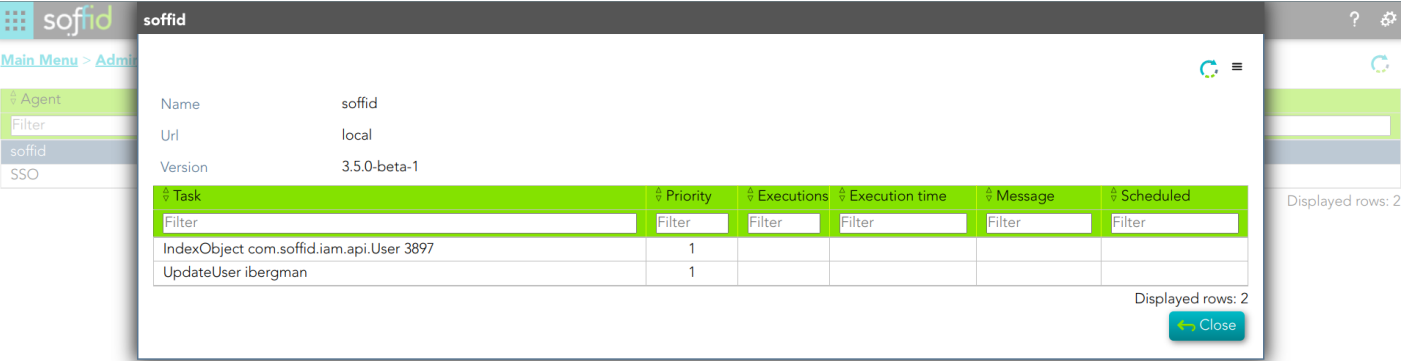 soffid
soffid
?
Main Menu > Admin
Name soffid
Url local
Version 3.5.0-beta-1
Agent
Filter
soffid
SSO
Displayed rows: 2
Task Priority Executions Execution time Message Scheduled
Filter Filter Filter Filter Filter Filter
IndexObject com.soffid.iam.api.User 3897 1
UpdateUser ibergman 1
Displayed rows: 2
Close